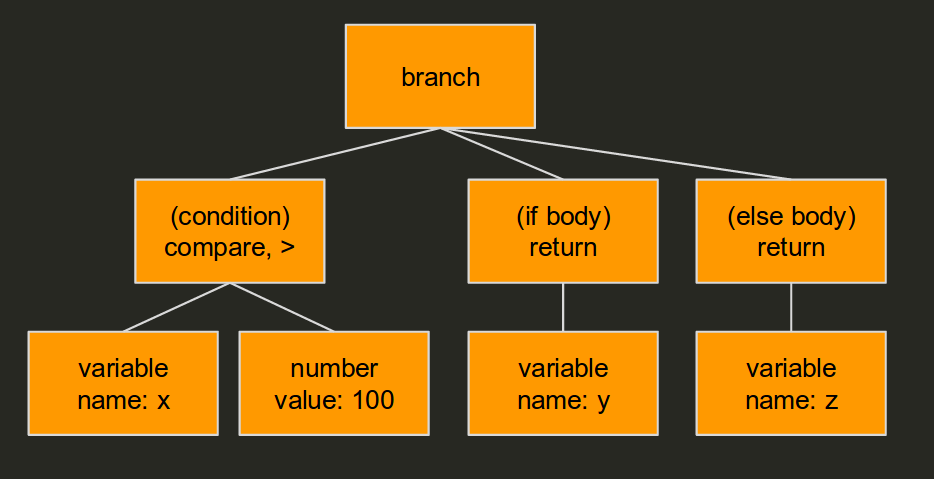 branch
(condition)
compare, >
(if body)
return
(else body)
return
variable
name: x
number
value: 100
variable
name: y
variable
name: z